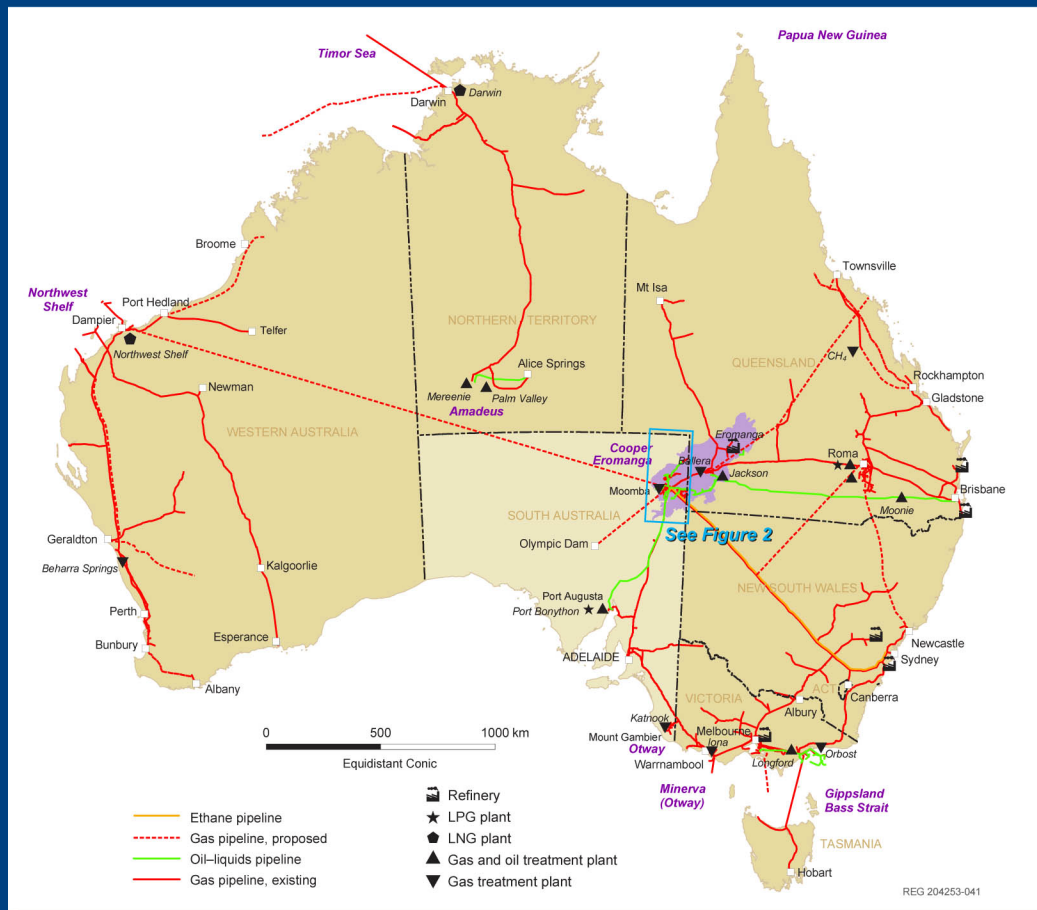 Papua New Guinea
Timor Sea
Darwin
Darwin
Broome
Townsville
Northwest
Shelf
Port Hedland
Dampier
Mt Isa
Telfer
NORTHERN TERRITORY
Northwest Shelf
CH₄
QUEENSLAND
Alice Springs
Newman
Mereenie
Palm Valley
Rockhampton
Amadeus
Gladstone
WESTERN AUSTRALIA
Eromanga
Cooper
Eromanga
Roma
Ballera
Jackson
Moomba
Brisbane
Moonie
SOUTH AUSTRALIA
See Figure 2
Geraldton
Olympic Dam
Beharra Springs
Kalgoorlie
NEW SOUTH WALES
Port Augusta
Port Bonython
Perth
Newcastle
Esperance
Bunbury
ADELAIDE
Sydney
Albany
ACT
VICTORIA
Canberra
Albury
Katnook
Mount Gambier
Melbourne
Iona
0
500
1000 km
Otway
Orbost
Equidistant Conic
Warrnambool
Longford
Minerva
(Otway)
Gippsland
Bass Strait
Refinery
LPG plant
Ethane pipeline
Gas pipeline, proposed
LNG plant
TASMANIA
Oil–liquids pipeline
Gas and oil treatment plant
Gas pipeline, existing
Gas treatment plant
Hobart
REG 204253-041